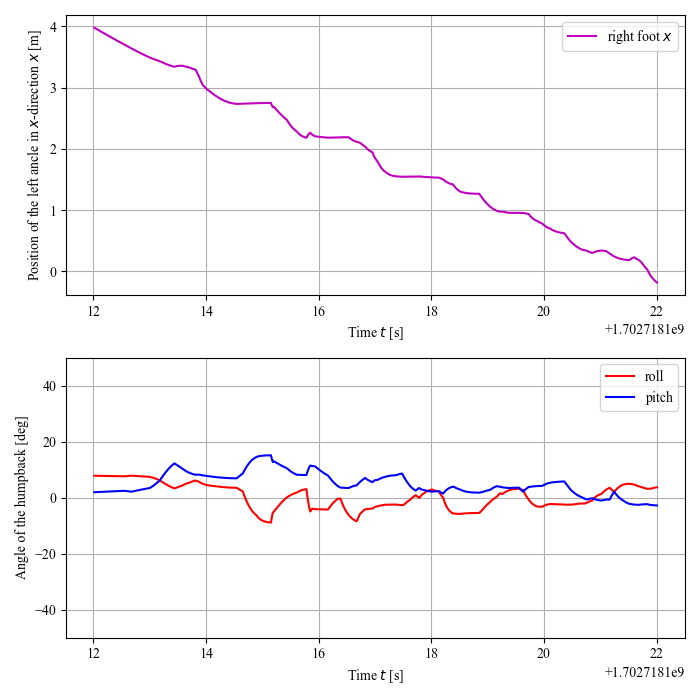 Position of the left angle in x-direction x [m]
4
3
2
1
0
right foot x
12 14 16 18 20 22
Time t [s]
+1.7027181e9
Angle of the humpback [deg]
40
20
0
−20
−40
roll
pitch
12 14 16 18 20 22
Time t [s]
+1.7027181e9